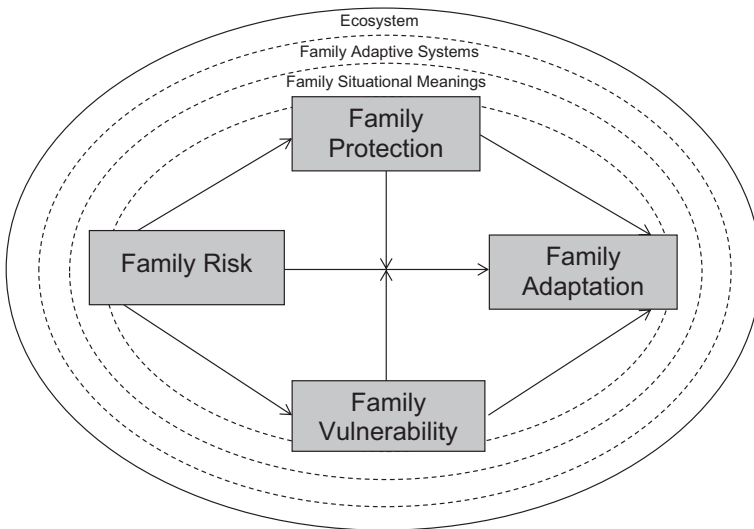 Ecosystem
Family Adaptive Systems
Family Situational Meanings
Family
Protection
Family Risk
Family
Adaptation
Family
Vulnerability